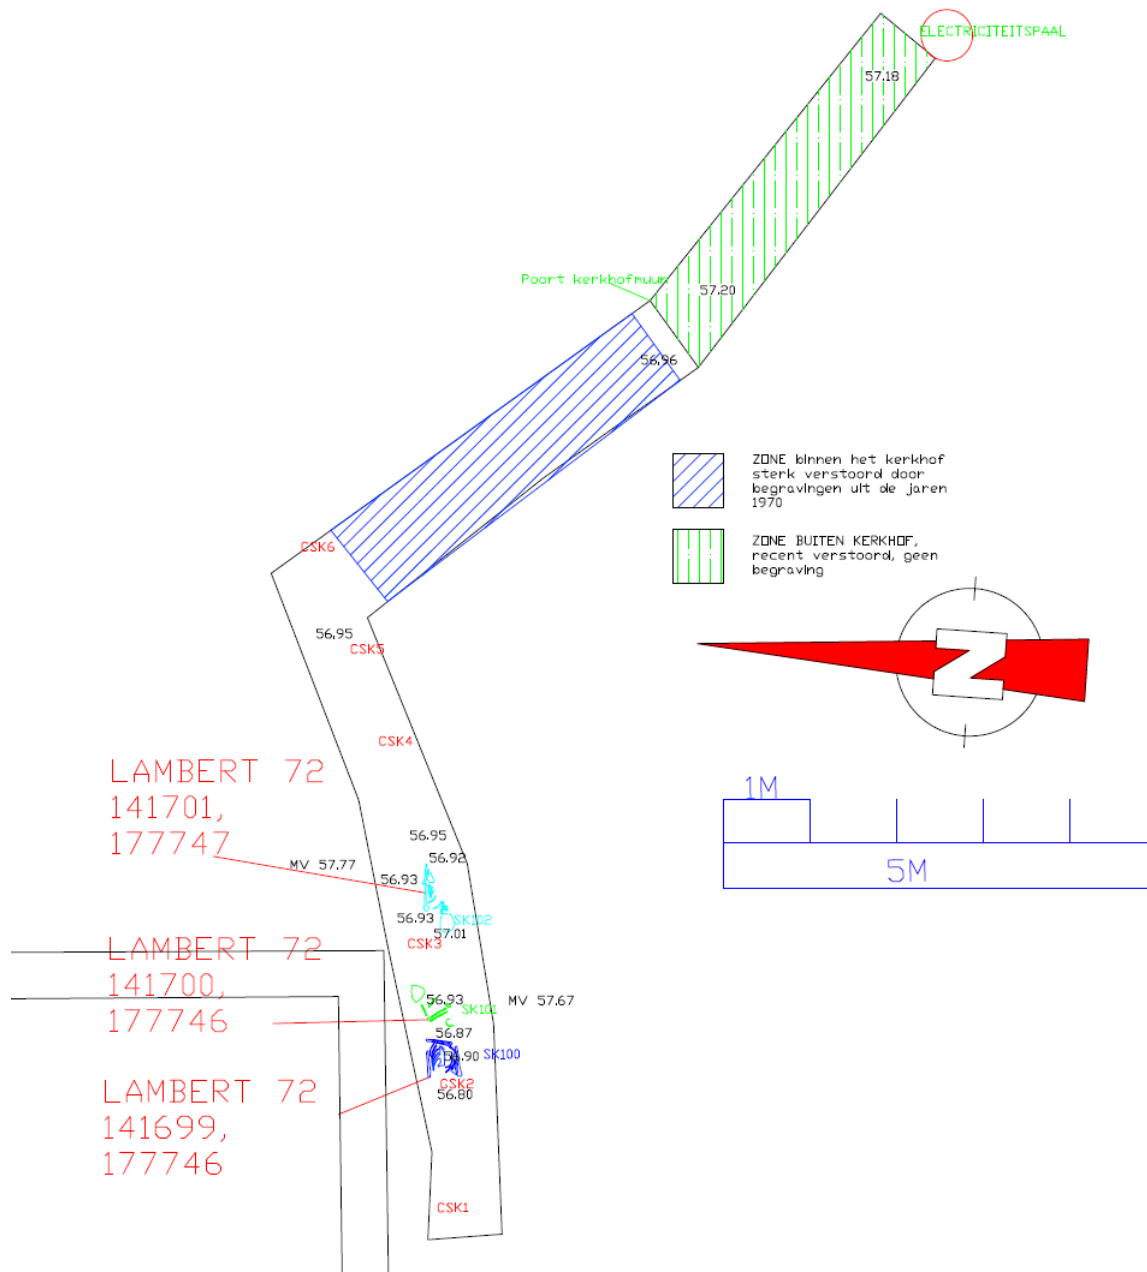 ELECTRICITEITSPAAL
57.18
Poort kerkhofmuur
57.20
56.96
ZONE binnen het kerkhof
sterk verstoord door
begravingen uit de jaren
1970
ZONE BUITEN KERKHOF,
recent verstoord, geen
begraving
CSK6
56.95
CSK5
N
CSK4
LAMBERT 72
141701,
177747
1M
5M
56.95
56.92
MV 57.77
56.93
56.93
SK102
57.01
CSK3
LAMBERT 72
141700,
177746
56.93
SK101
MV 57.67
56.87
56.90
SK100
CSK2
56.80
LAMBERT 72
141699,
177746
CSK1